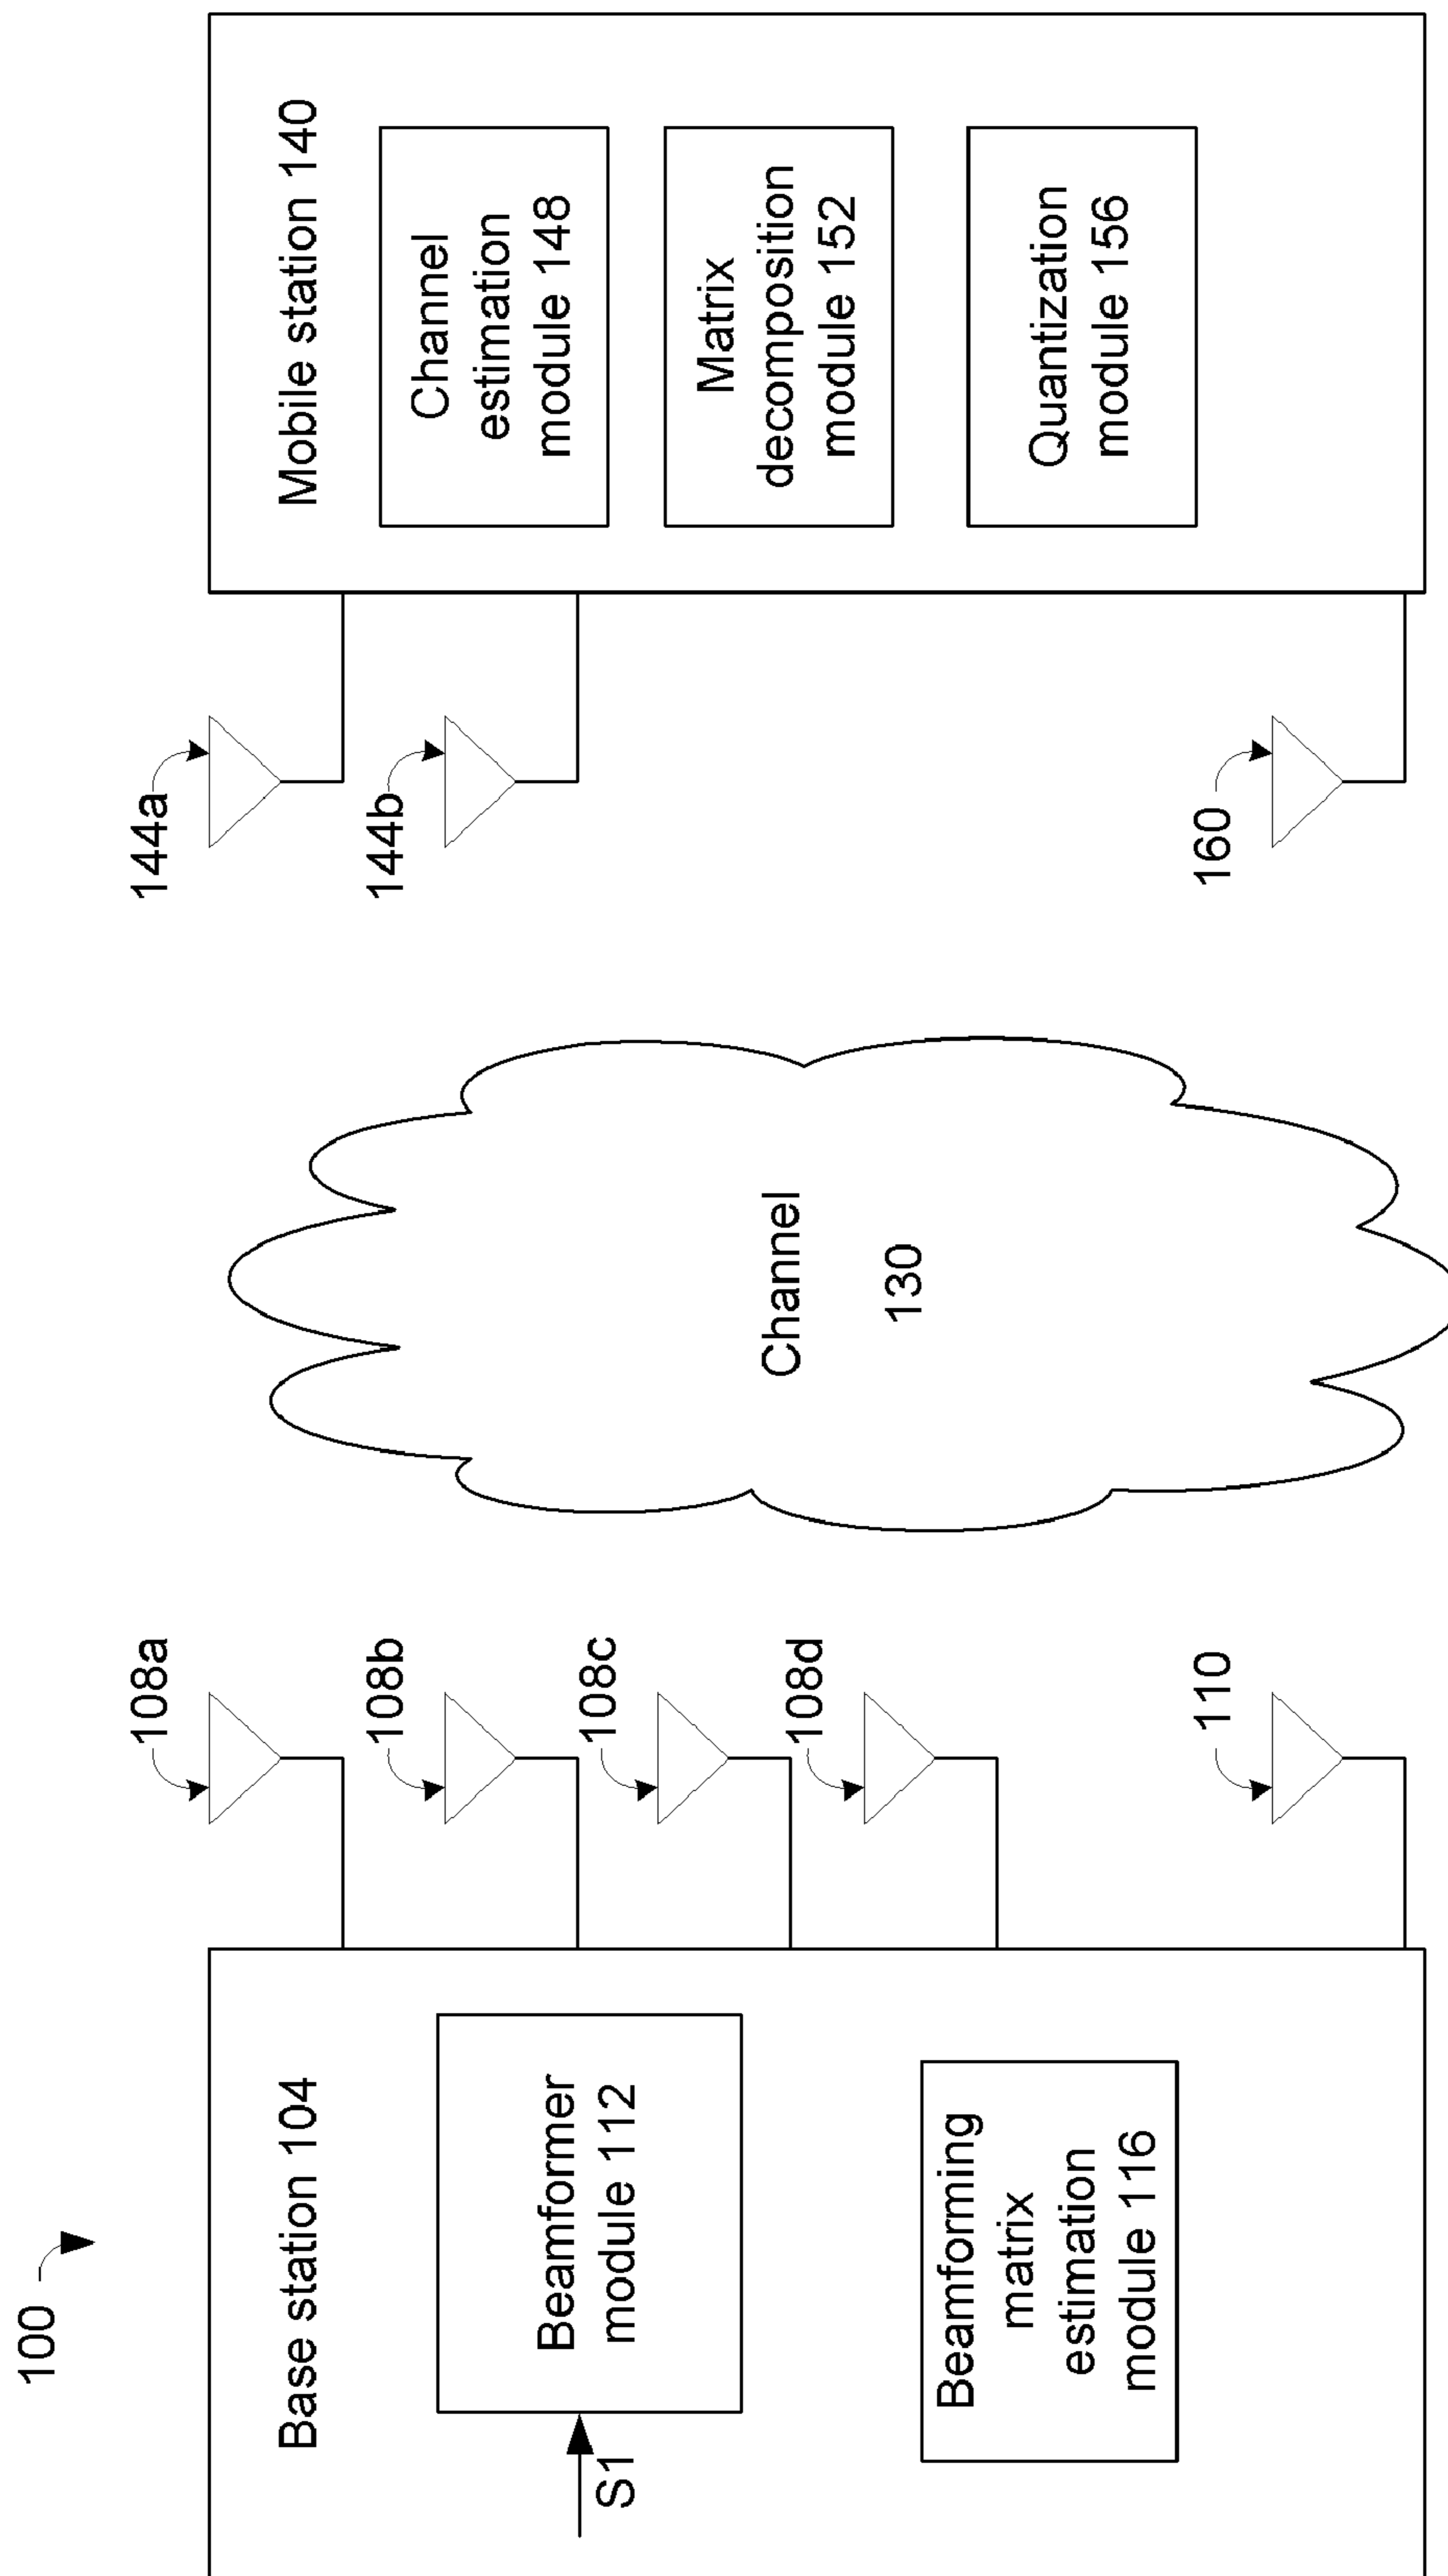 100
Base station 104
S1
Beamformer
module 112
Beamforming
matrix
estimation
module 116
108a
108b
108c
108d
110
Channel
130
144a
144b
160
Mobile station 140
Channel
estimation
module 148
Matrix
decomposition
module 152
Quantization
module 156